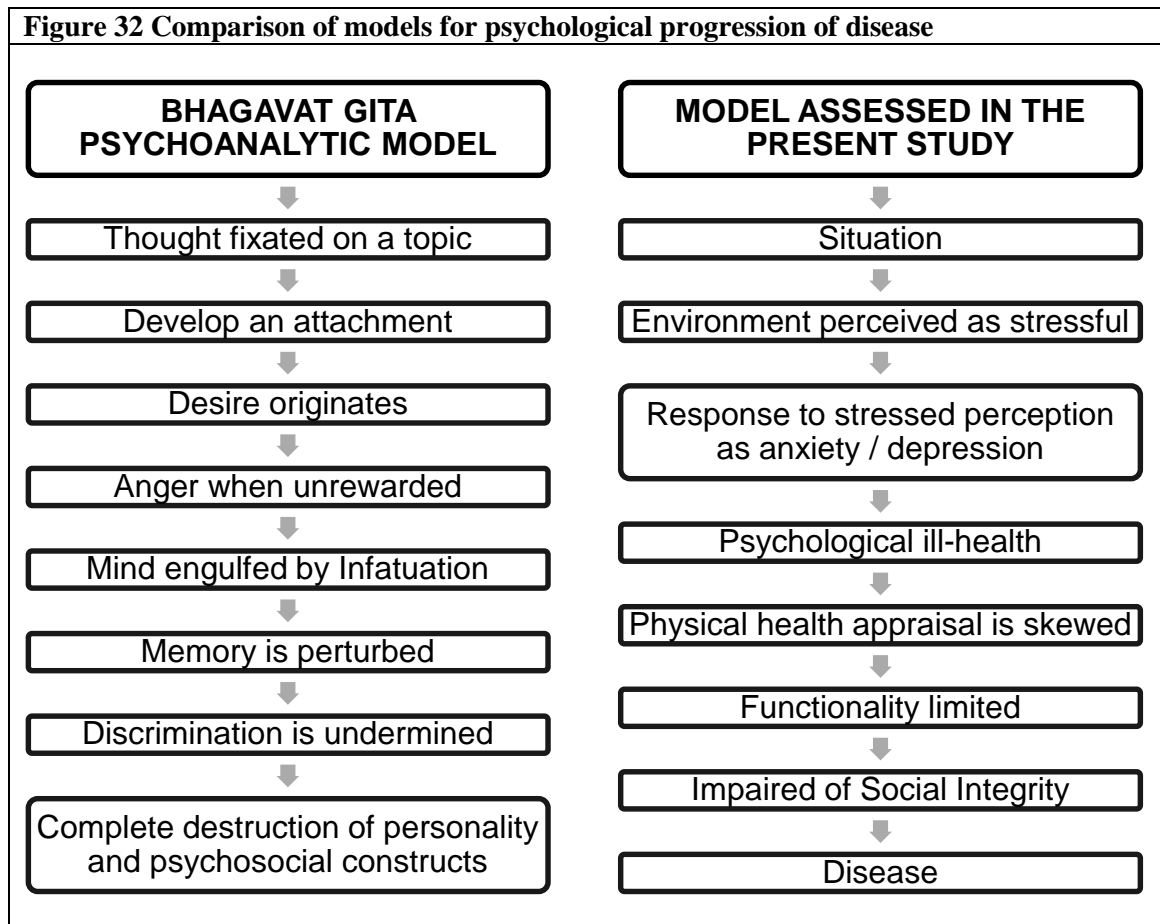 Figure 32 Comparison of models for psychological progression of disease
BHAGAVAT GITA
PSYCHOANALYTIC MODEL
Thought fixated on a topic
Develop an attachment
Desire originates
Anger when unrewarded
Mind engulfed by Infatuation
Memory is perturbed
Discrimination is undermined
Complete destruction of personality
and psychosocial constructs
MODEL ASSESSED IN THE
PRESENT STUDY
Situation
Environment perceived as stressful
Response to stressed perception
as anxiety / depression
Psychological ill-health
Physical health appraisal is skewed
Functionality limited
Impaired of Social Integrity
Disease